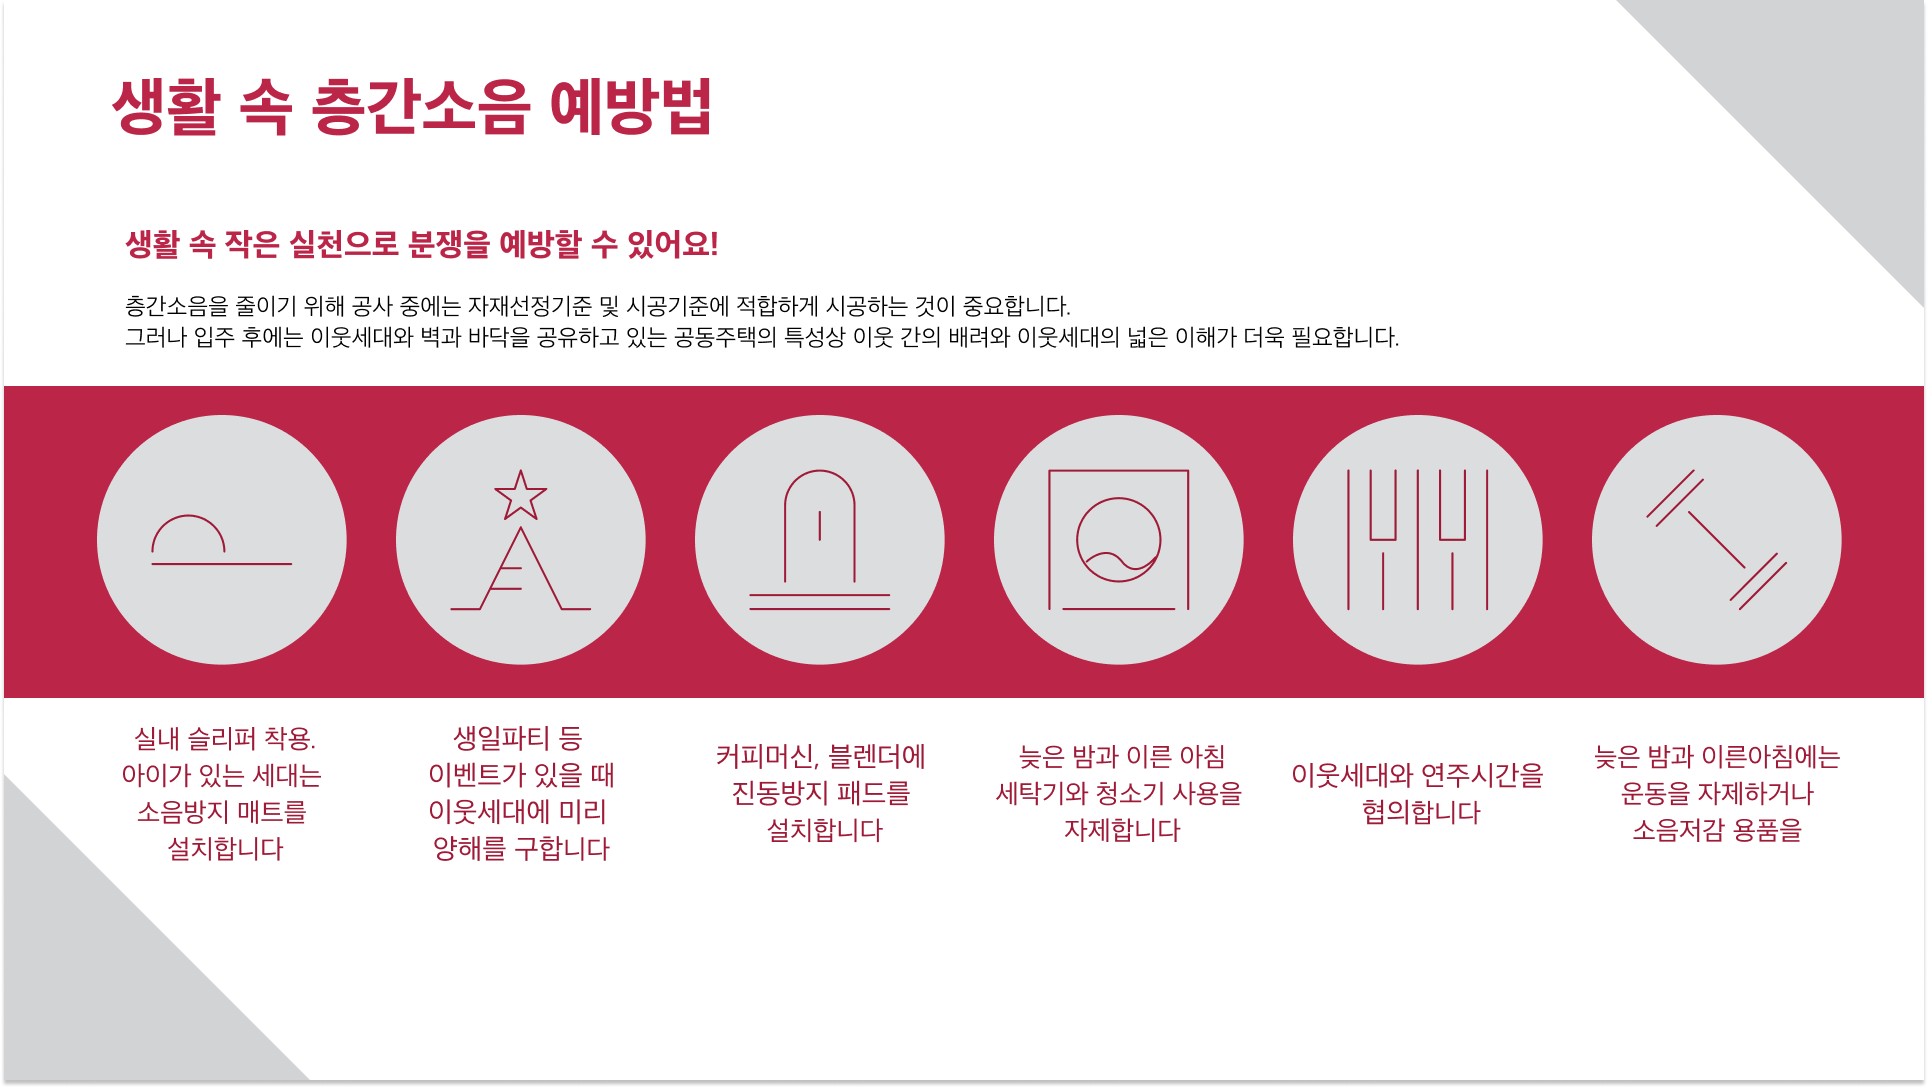 생활 속 층간소음 예방법
생활 속 작은 실천으로 분쟁을 예방할 수 있어요!
층간소음을 줄이기 위해 공사 중에는 자재선정기준 및 시공기준에 적합하게 시공하는 것이 중요합니다.
그러나 입주 후에는 이웃세대와 벽과 바닥을 공유하고 있는 공동주택의 특성상 이웃 간의 배려와 이웃세대의 넓은 이해가 더욱 필요합니다.
실내 슬리퍼 착용.
아이가 있는 세대는
소음방지 매트를
설치합니다
생일파티 등
이벤트가 있을 때
이웃세대에 미리
양해를 구합니다
커피머신, 블렌더에
진동방지 패드를
설치합니다
늦은 밤과 이른 아침
세탁기와 청소기 사용을
자제합니다
이웃세대와 연주시간을
협의합니다
늦은 밤과 이른아침에는
운동을 자제하거나
소음저감 용품을